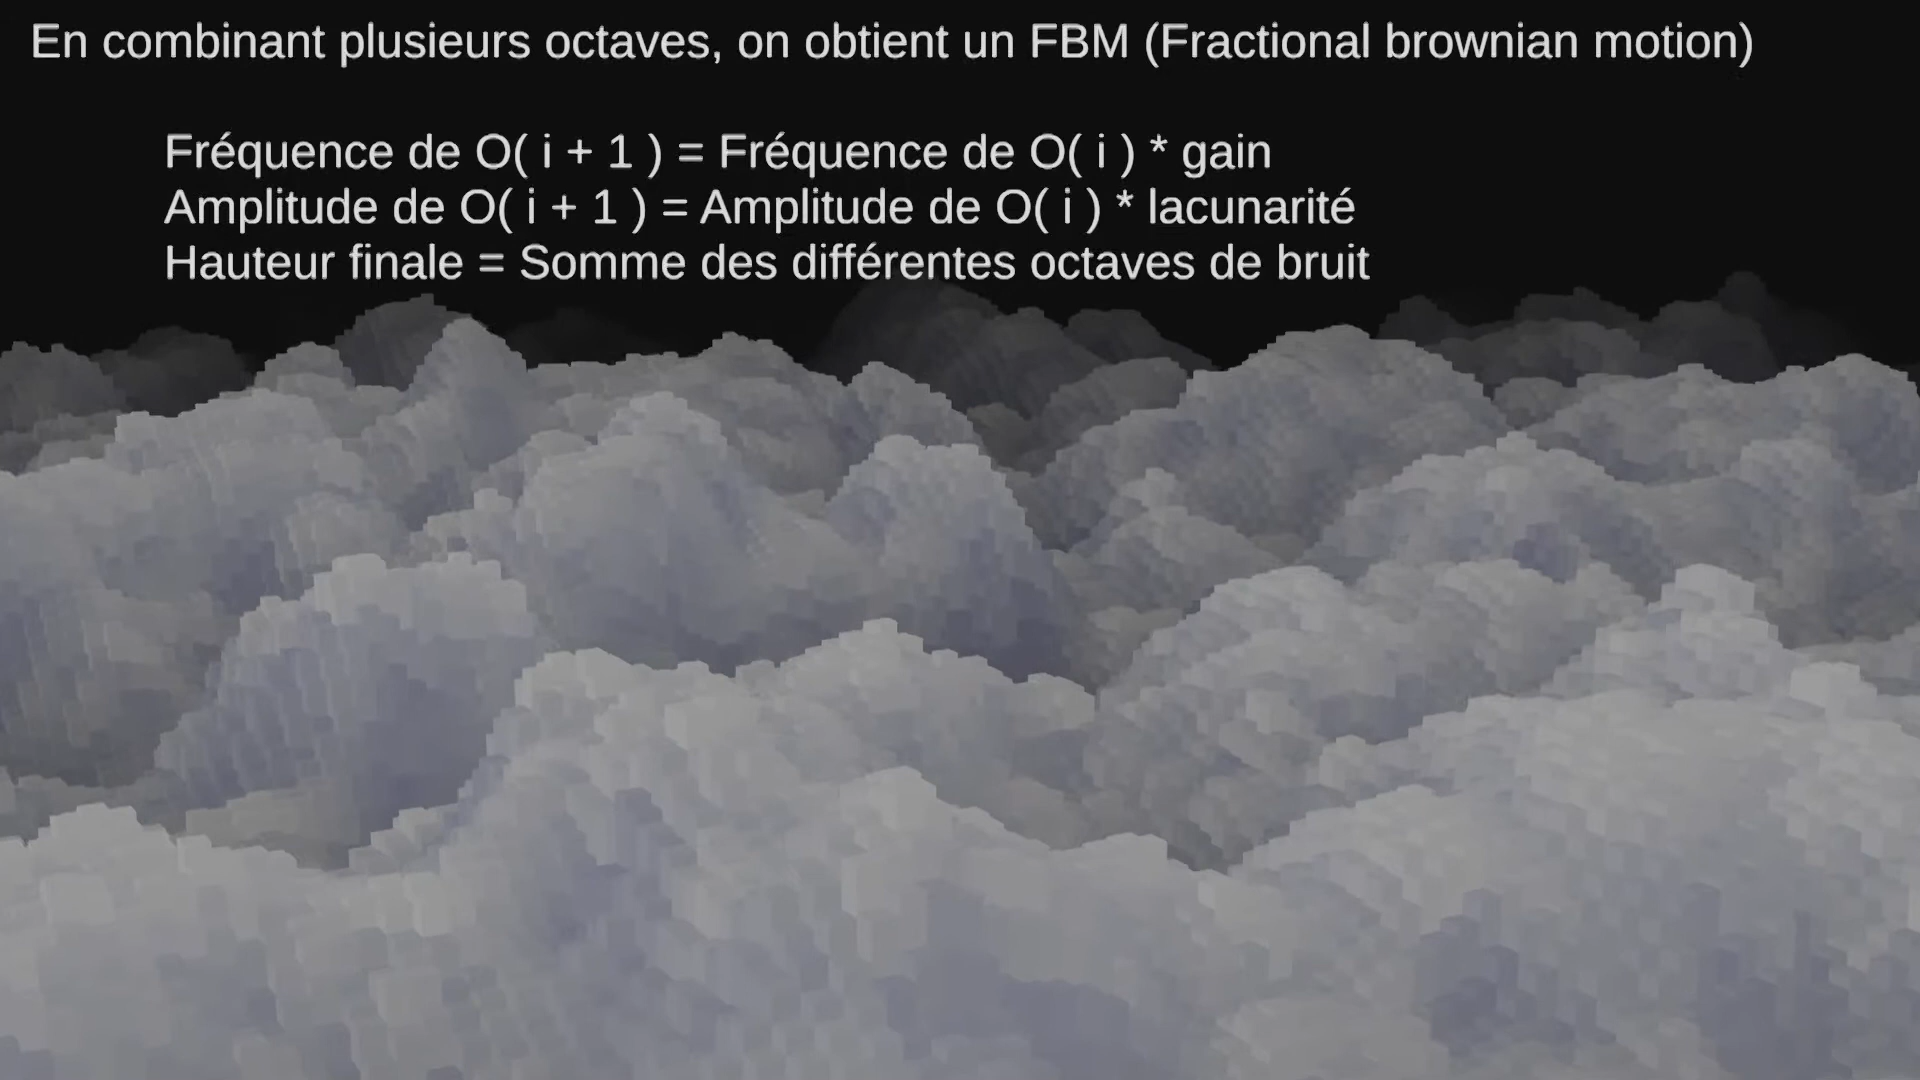 En combinant plusieurs octaves, on obtient un FBM (Fractional brownian motion)
Fréquence de O( i + 1 ) = Fréquence de O( i ) * gain
Amplitude de O( i + 1 ) = Amplitude de O( i ) * lacunarité
Hauteur finale = Somme des différentes octaves de bruit